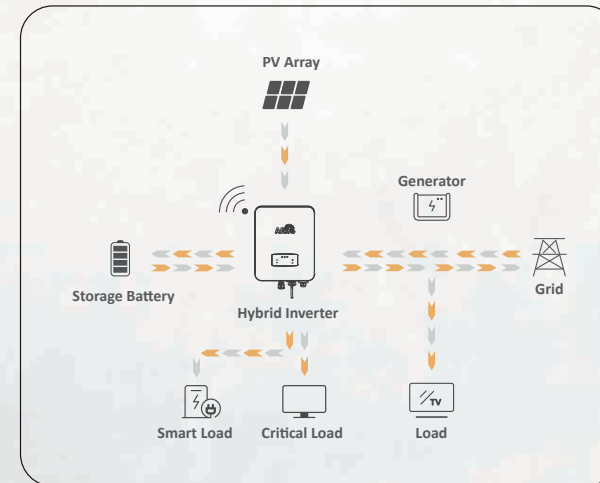 PV Array
Generator
Storage Battery
Hybrid Inverter
Grid
TV
Smart Load
Critical Load
Load